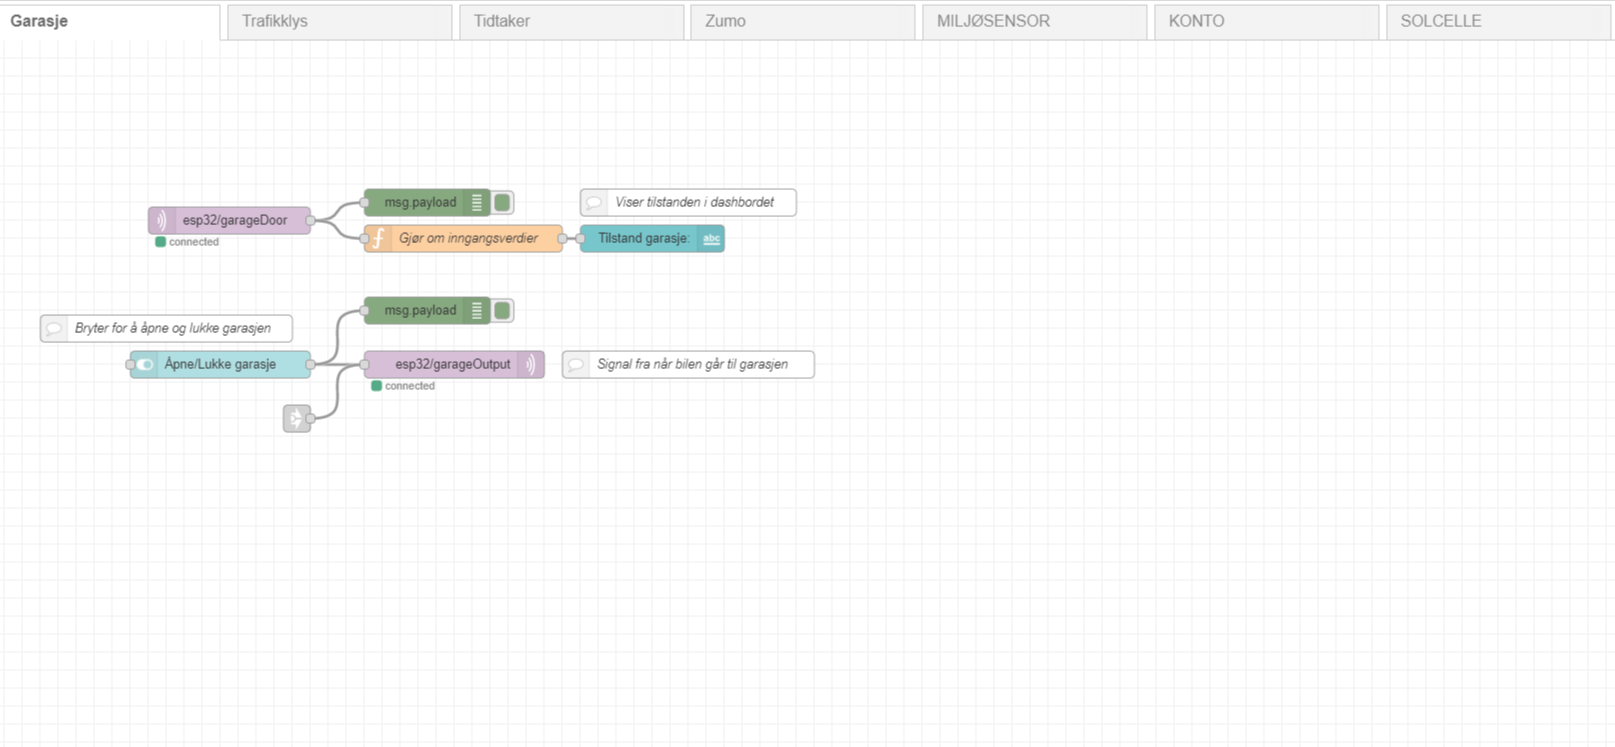 Garasje
Trafikklys
Tidtaker
Zumo
MILJØSENSOR
KONTO
SOLCELLE
msg.payload
Viser tilstanden i dashbordet
esp32/garageDoor
connected
Gjør om inngangsverdier
Tilstand garasje:
abc
msg.payload
Bryter for å åpne og lukke garasjen
Åpne/Lukke garasje
esp32/garageOutput
Signal fra når bilen går til garasjen
connected